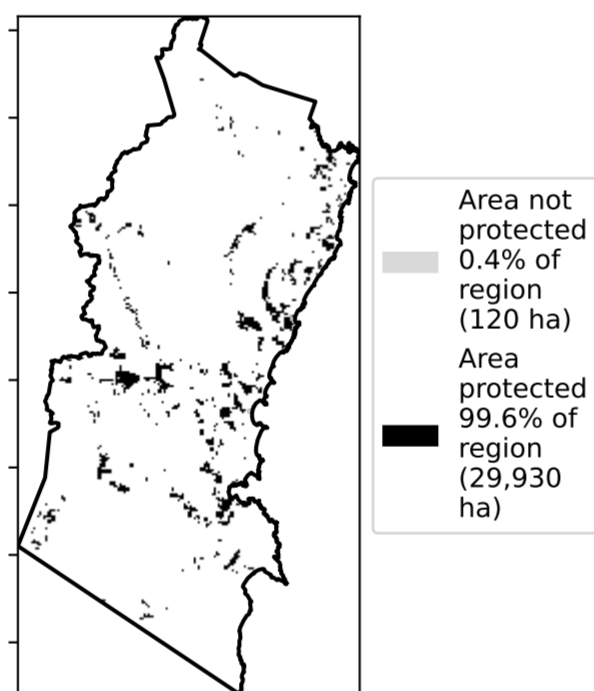 Area not
protected
0.4% of
region
(120 ha)
Area
protected
99.6% of
region
(29,930
ha)